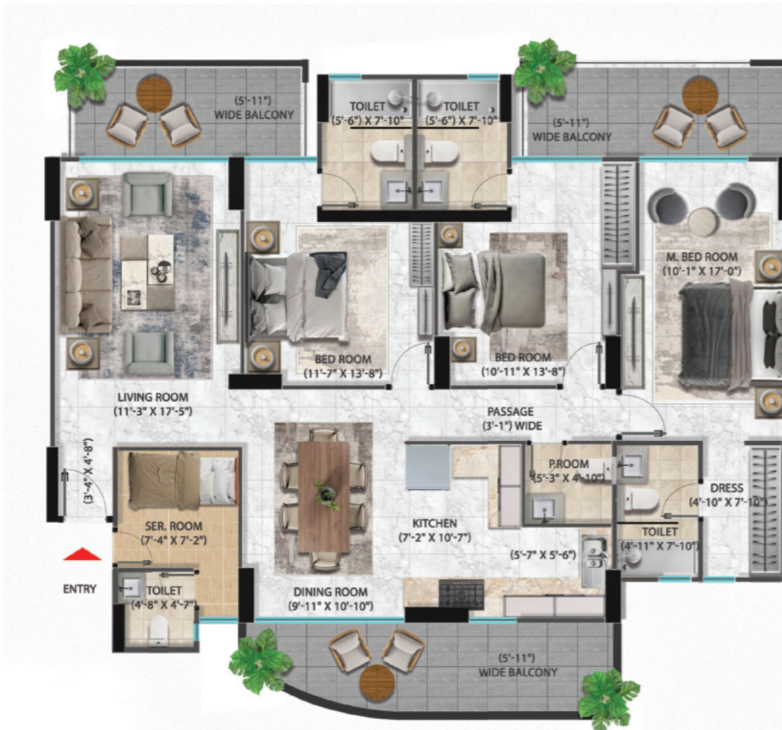 (5'-11")
WIDE BALCONY
TOILET
(5'-6") X 7'-10"
TOILET
(5'-6") X 7'-10"
(5'-11")
WIDE BALCONY
M. BED ROOM
(10'-1" X 17'-0")
BED ROOM
(11'-7" X 13'-8")
BED ROOM
(10'-11" X 13'-8")
LIVING ROOM
(11'-3" X 17'-5")
PASSAGE
(3'-1") WIDE
(3'-4" X 4'-8")
P.ROOM
(5'-3" X 4'-10")
DRESS
(4'-10" X 7'-10"
SER. ROOM
(7'-4" X 7'-2")
KITCHEN
(7'-2" X 10'-7")
TOILET
(4'-11" X 7'-10")
(5'-7" X 5'-6")
ENTRY
TOILET
(4'-8" X 4'-7")
DINING ROOM
(9'-11" X 10'-10")
(5'-11")
WIDE BALCONY